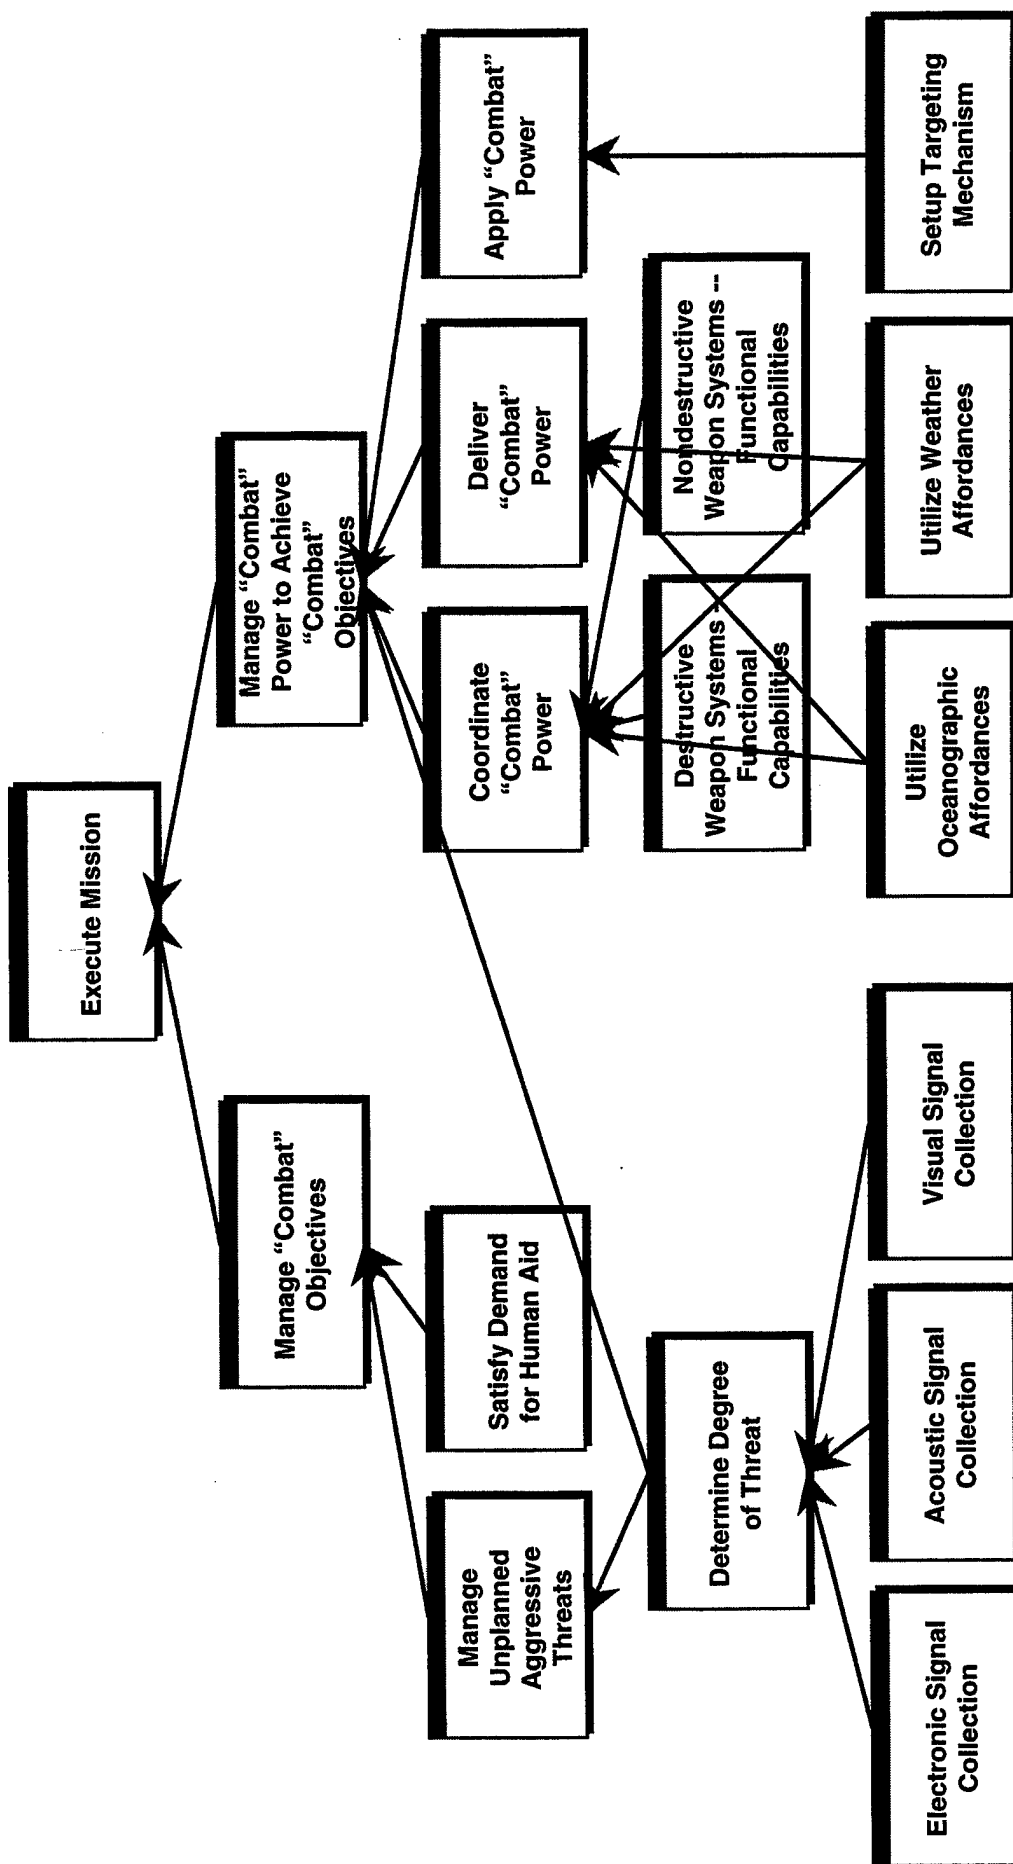 Execute Mission
Manage “Combat”
Objectives
Manage “Combat”
Power to Achieve
“Combat”
Objectives
Manage
Unplanned
Aggressive
Threats
Satisfy Demand
for Human Aid
Coordinate
“Combat”
Power
Deliver
“Combat”
Power
Apply “Combat”
Power
Determine Degree
of Threat
Destructive
Weapon Systems -
Functional
Capabilities
Nondestructive
Weapon Systems --
Functional
Capabilities
Electronic Signal
Collection
Acoustic Signal
Collection
Visual Signal
Collection
Utilize
Oceanographic
Affordances
Utilize Weather
Affordances
Setup Targeting
Mechanism